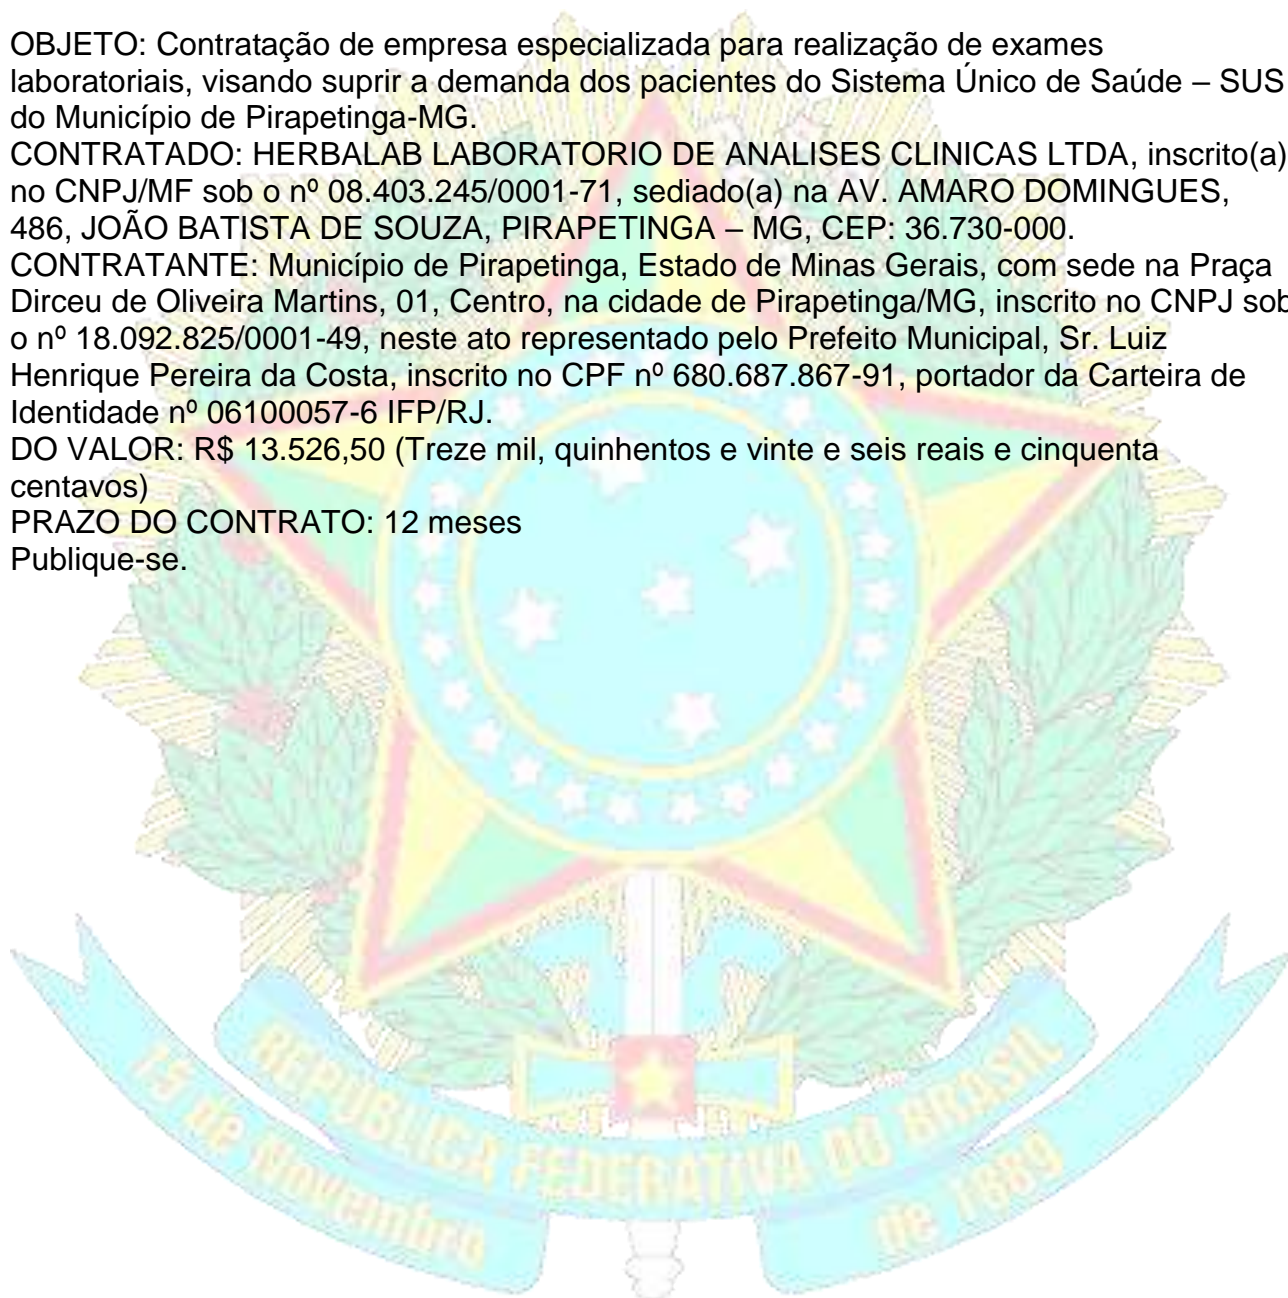 OBJETO: Contratação de empresa especializada para realização de exames
laboratoriais, visando suprir a demanda dos pacientes do Sistema Único de Saúde – SUS
do Município de Pirapetinga-MG.
CONTRATADO: HERBALAB LABORATORIO DE ANALISES CLINICAS LTDA, inscrito(a)
no CNPJ/MF sob o nº 08.403.245/0001-71, sediado(a) na AV. AMARO DOMINGUES,
486, JOÃO BATISTA DE SOUZA, PIRAPETINGA – MG, CEP: 36.730-000.
CONTRATANTE: Município de Pirapetinga, Estado de Minas Gerais, com sede na Praça
Dirceu de Oliveira Martins, 01, Centro, na cidade de Pirapetinga/MG, inscrito no CNPJ sob
o nº 18.092.825/0001-49, neste ato representado pelo Prefeito Municipal, Sr. Luiz
Henrique Pereira da Costa, inscrito no CPF nº 680.687.867-91, portador da Carteira de
Identidade nº 06100057-6 IFP/RJ.
DO VALOR: R$ 13.526,50 (Treze mil, quinhentos e vinte e seis reais e cinquenta
centavos)
PRAZO DO CONTRATO: 12 meses
Publique-se.
REPÚBLICA FEDERATIVA DO BRASIL
15 de Novembro de 1889